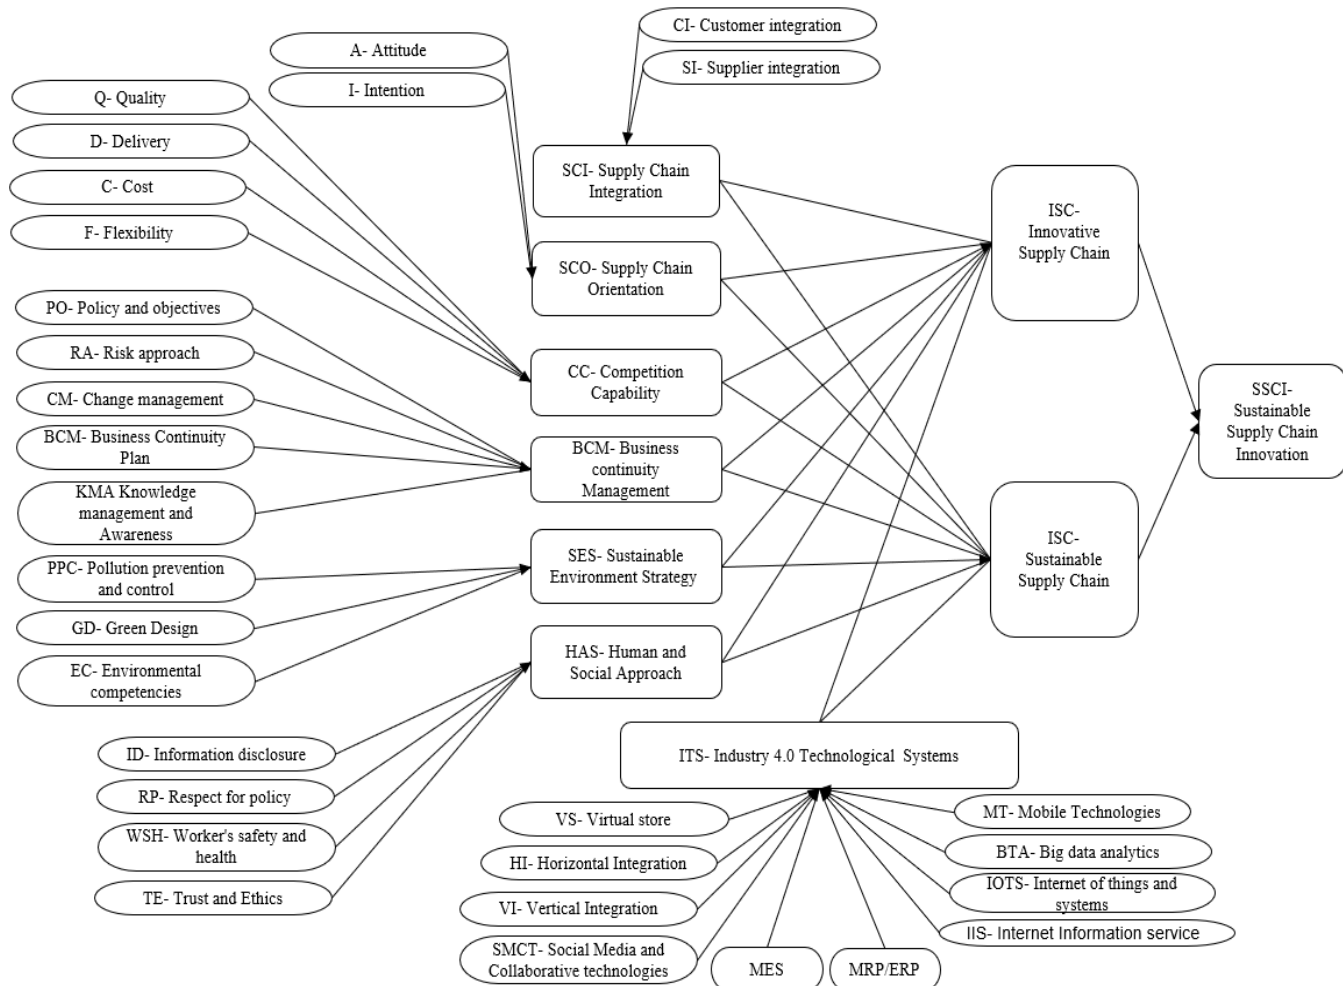 CI- Customer integration
SI- Supplier integration
A- Attitude
I- Intention
Q- Quality
D- Delivery
C- Cost
F- Flexibility
PO- Policy and objectives
RA- Risk approach
CM- Change management
BCM- Business Continuity
Plan
KMA Knowledge
management and
Awareness
PPC- Pollution prevention
and control
GD- Green Design
EC- Environmental
competencies
ID- Information disclosure
RP- Respect for policy
WSH- Worker's safety and
health
TE- Trust and Ethics
SCI- Supply Chain
Integration
SCO- Supply Chain
Orientation
CC- Competition
Capability
BCM- Business
continuity
Management
SES- Sustainable
Environment Strategy
HAS- Human and
Social Approach
ITS- Industry 4.0 Technological Systems
VS- Virtual store
HI- Horizontal Integration
VI- Vertical Integration
SMCT- Social Media and
Collaborative technologies
MES
MRP/ERP
MT- Mobile Technologies
BTA- Big data analytics
IOTS- Internet of things and
systems
IIS- Internet Information service
ISC-
Innovative
Supply Chain
ISC-
Sustainable
Supply Chain
SSCI-
Sustainable
Supply Chain
Innovation